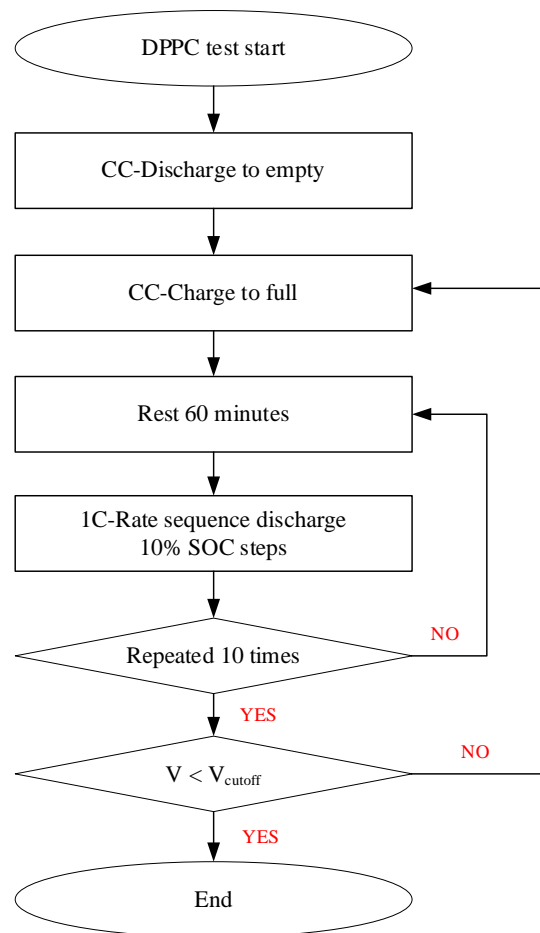 DPPC test start
CC-Discharge to empty
CC-Charge to full
Rest 60 minutes
1C-Rate sequence discharge
10% SOC steps
Repeated 10 times
NO
YES
V < Vcutoff
NO
YES
End